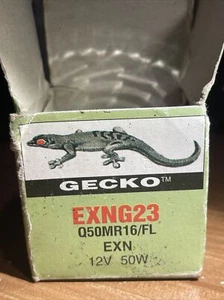 GECKO™
EXNG23
Q50MR16/FL
EXN
12V 50W